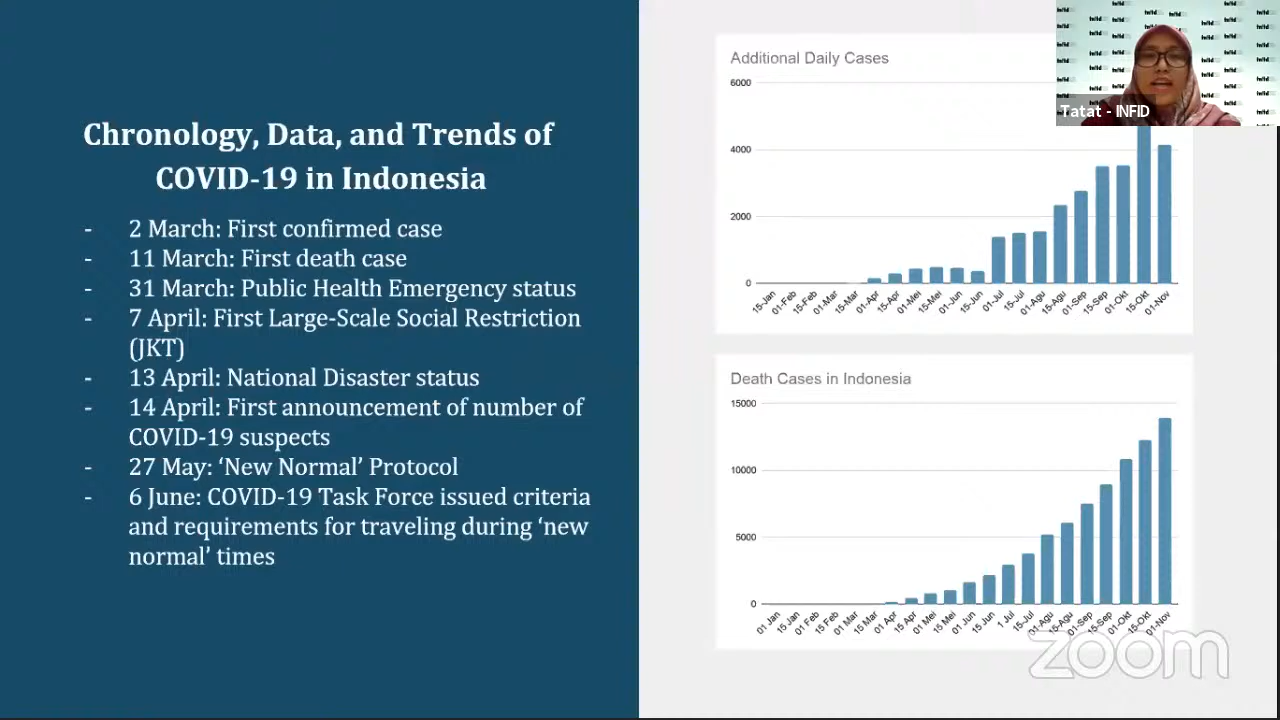 Chronology, Data, and Trends of
COVID-19 in Indonesia
- 2 March: First confirmed case
- 11 March: First death case
- 31 March: Public Health Emergency status
- 7 April: First Large-Scale Social Restriction
(JKT)
- 13 April: National Disaster status
- 14 April: First announcement of number of
COVID-19 suspects
- 27 May: ‘New Normal’ Protocol
- 6 June: COVID-19 Task Force issued criteria
and requirements for traveling during ‘new
normal’ times
Additional Daily Cases
6000
4000
2000
0
15-Jan 01-Feb 15-Feb 01-Mar 15-Mar 01-Apr 15-Apr 01-Mei 15-Mei 01-Jun 15-Jun 01-Jul 15-Jul 01-Agu 15-Agu 01-Sep 15-Sep 01-Okt 15-Okt 01-Nov
Tatat - INFID
Death Cases in Indonesia
15000
10000
5000
0
01 Jan 15 Jan 01 Feb 15 Feb 01 Mar 15 Mar 01 Apr 15 Apr 01 Mei 15 Mei 01 Jun 15 Jun 1 Jul 15-Jul 01-Agu 15-Agu 01-Sep 15-Sep 01-Okt 15-Okt 01-Nov
zoom